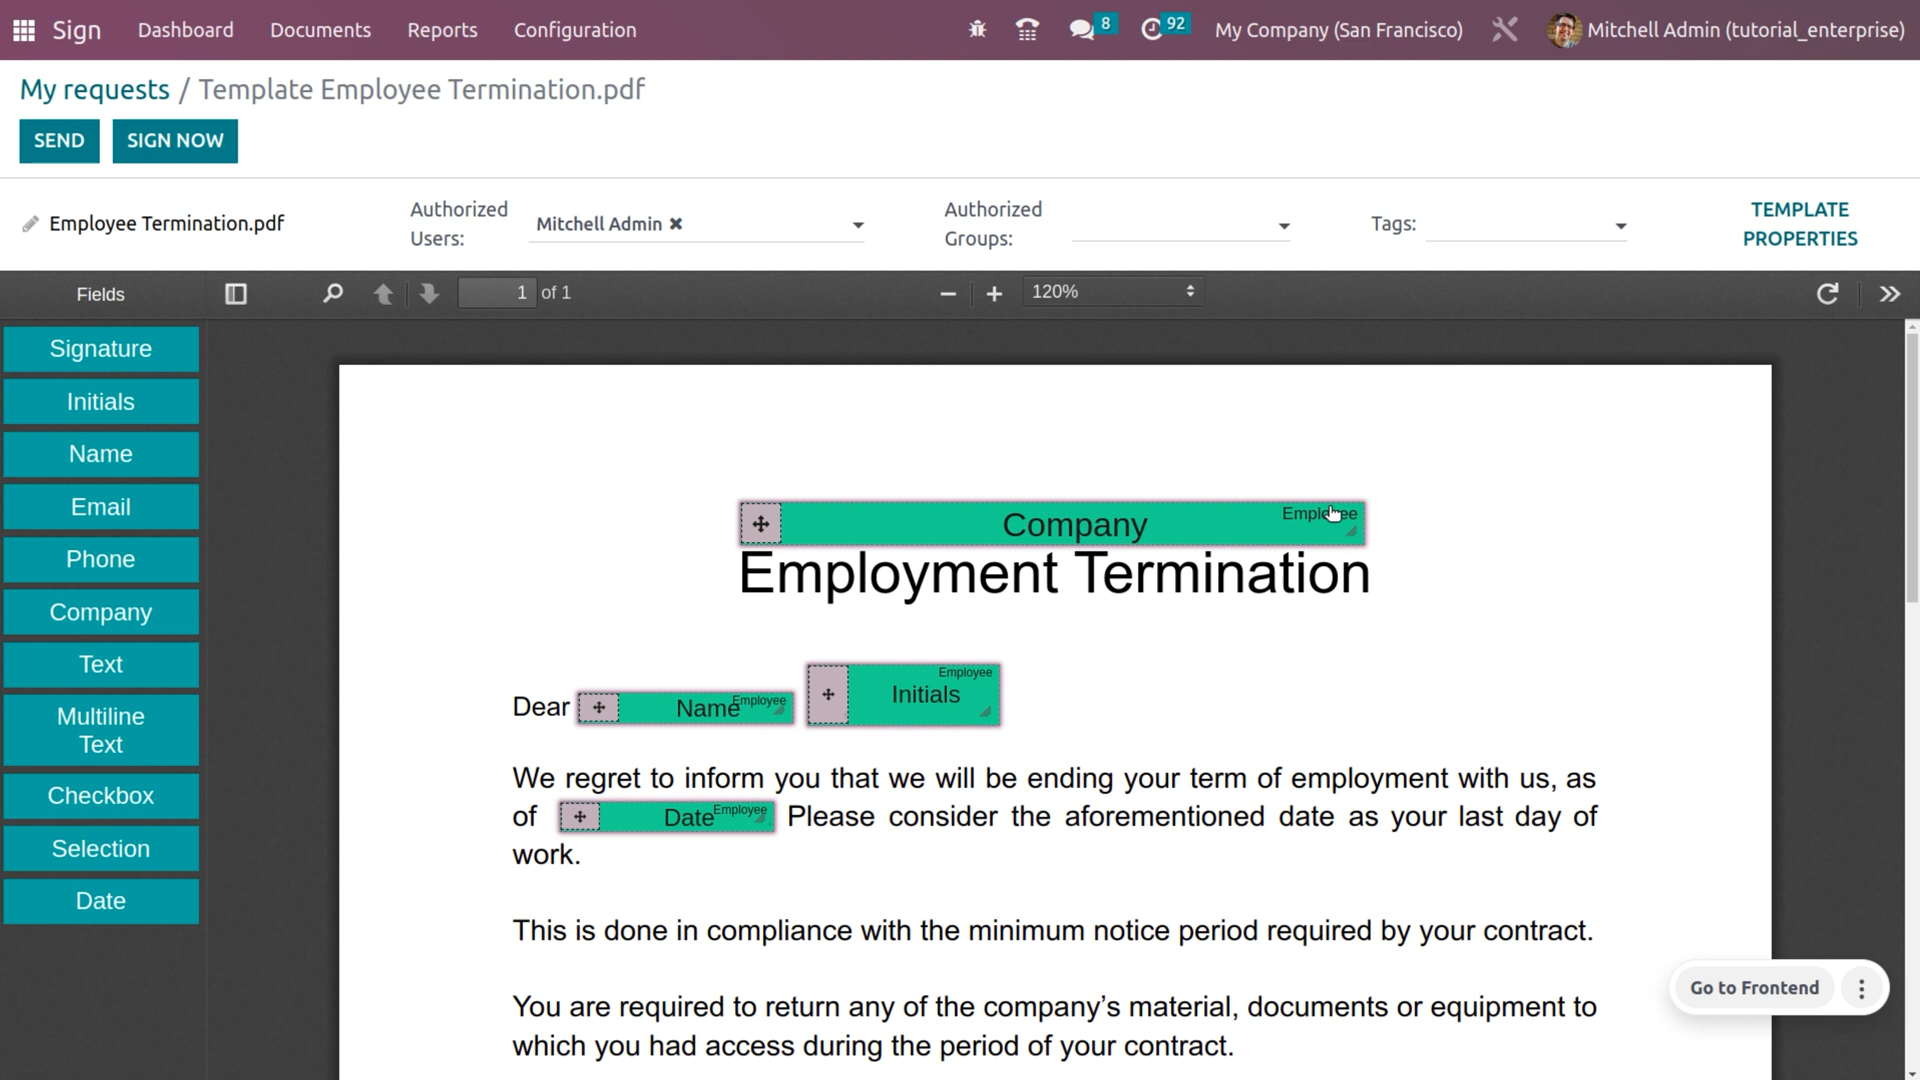 Sign Dashboard Documents Reports Configuration 8 92 My Company (San Francisco) Mitchell Admin (tutorial_enterprise)
My requests / Template Employee Termination.pdf
SEND SIGN NOW
Employee Termination.pdf
Authorized
Users:
Mitchell Admin
Authorized
Groups:
Tags:
TEMPLATE
PROPERTIES
Fields
1 of 1
120%
Signature
Initials
Name
Email
Phone
Company
Text
Multiline
Text
Checkbox
Selection
Date
Company Employee
Employment Termination
Dear Name Employee Initials Employee
We regret to inform you that we will be ending your term of employment with us, as
of Date Employee Please consider the aforementioned date as your last day of
work.
This is done in compliance with the minimum notice period required by your contract.
You are required to return any of the company’s material, documents or equipment to
which you had access during the period of your contract.
Go to Frontend